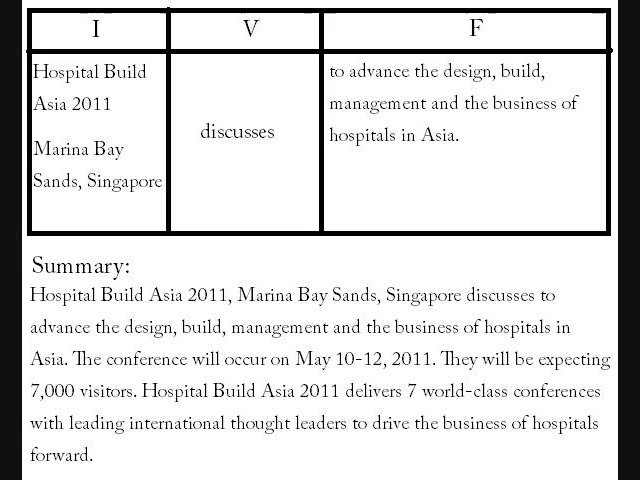 I V F
Hospital Build
Asia 2011
Marina Bay
Sands, Singapore
discusses
to advance the design, build,
management and the business of
hospitals in Asia.
Summary:
Hospital Build Asia 2011, Marina Bay Sands, Singapore discusses to
advance the design, build, management and the business of hospitals in
Asia. The conference will occur on May 10-12, 2011. They will be expecting
7,000 visitors. Hospital Build Asia 2011 delivers 7 world-class conferences
with leading international thought leaders to drive the business of hospitals
forward.